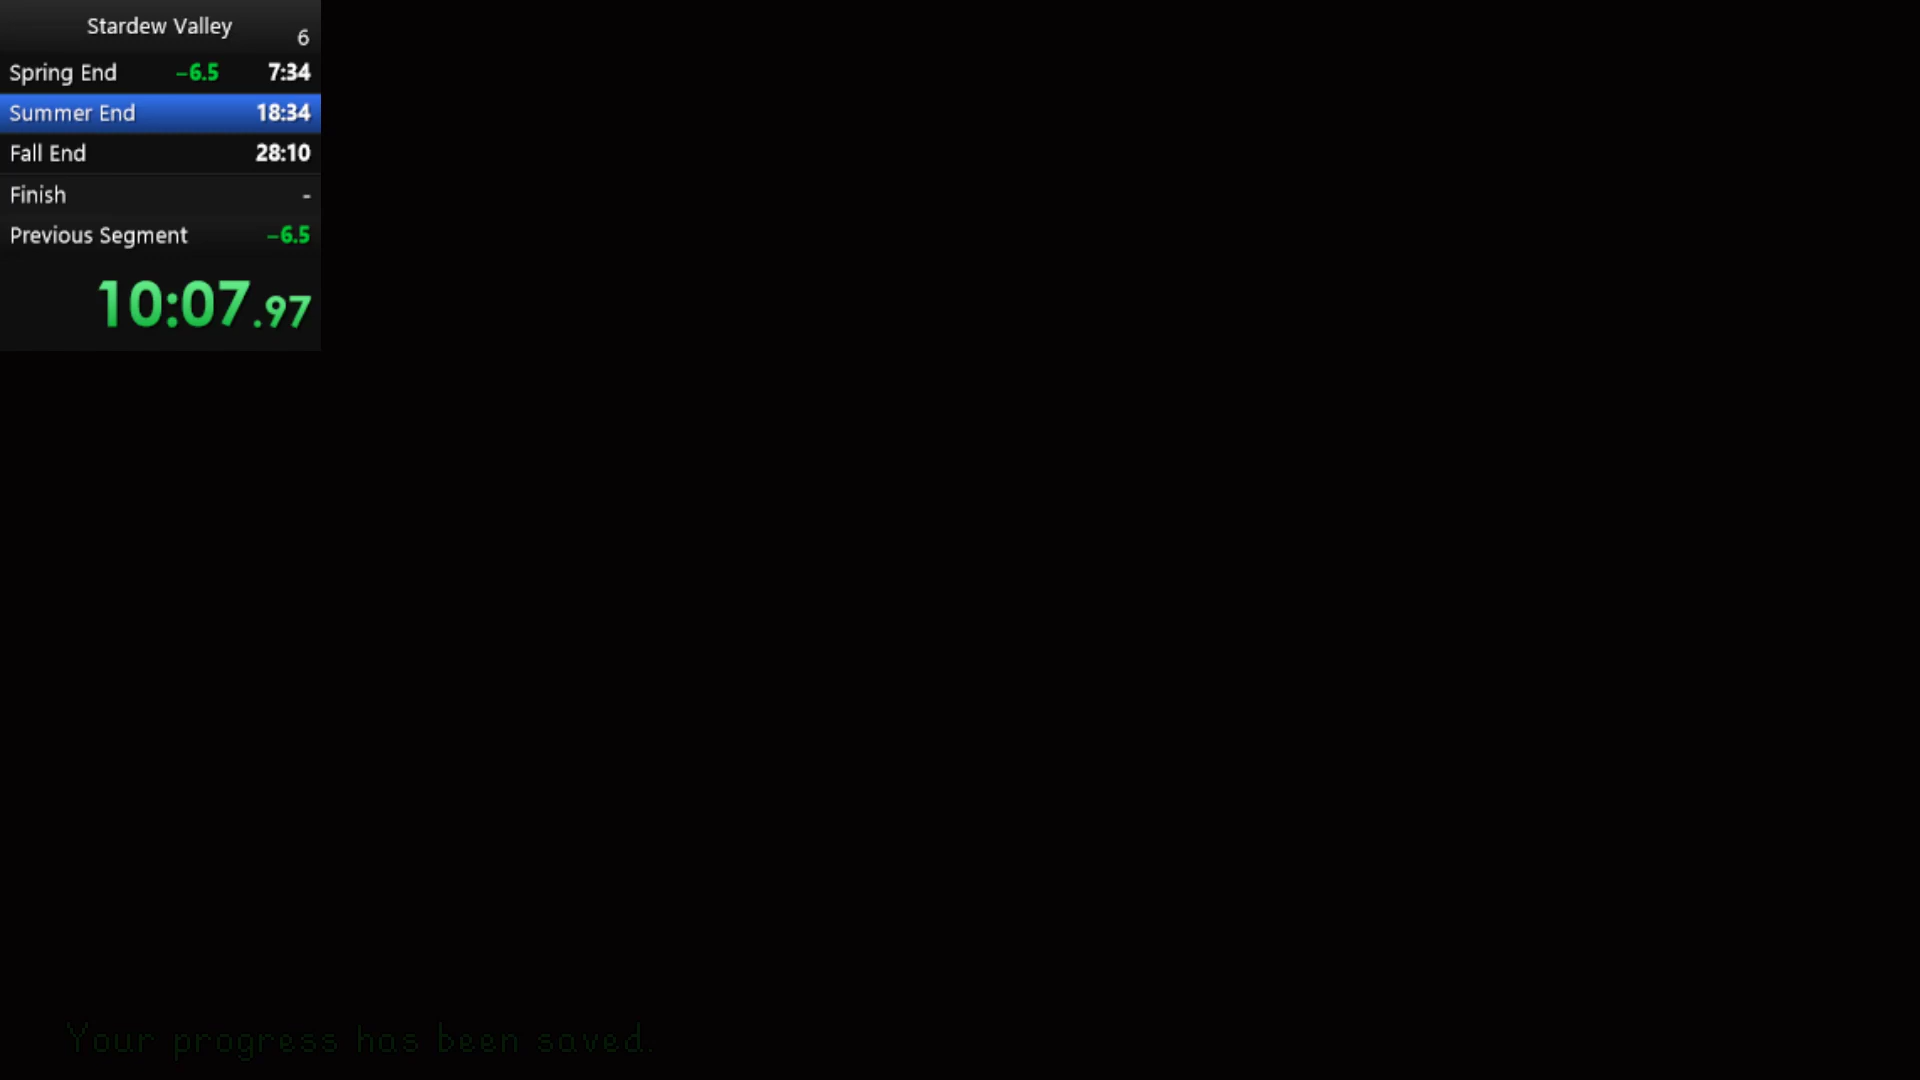 Stardew Valley
6
Spring End −6.5 7:34
Summer End 18:34
Fall End 28:10
Finish -
Previous Segment −6.5
10:07.97
Your progress has been saved.